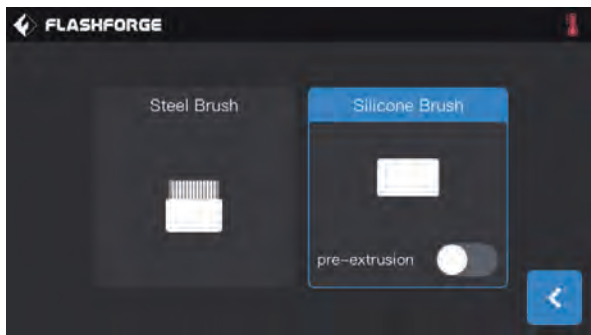 FLASHFORGE
Steel Brush
Silicone Brush
pre-extrusion